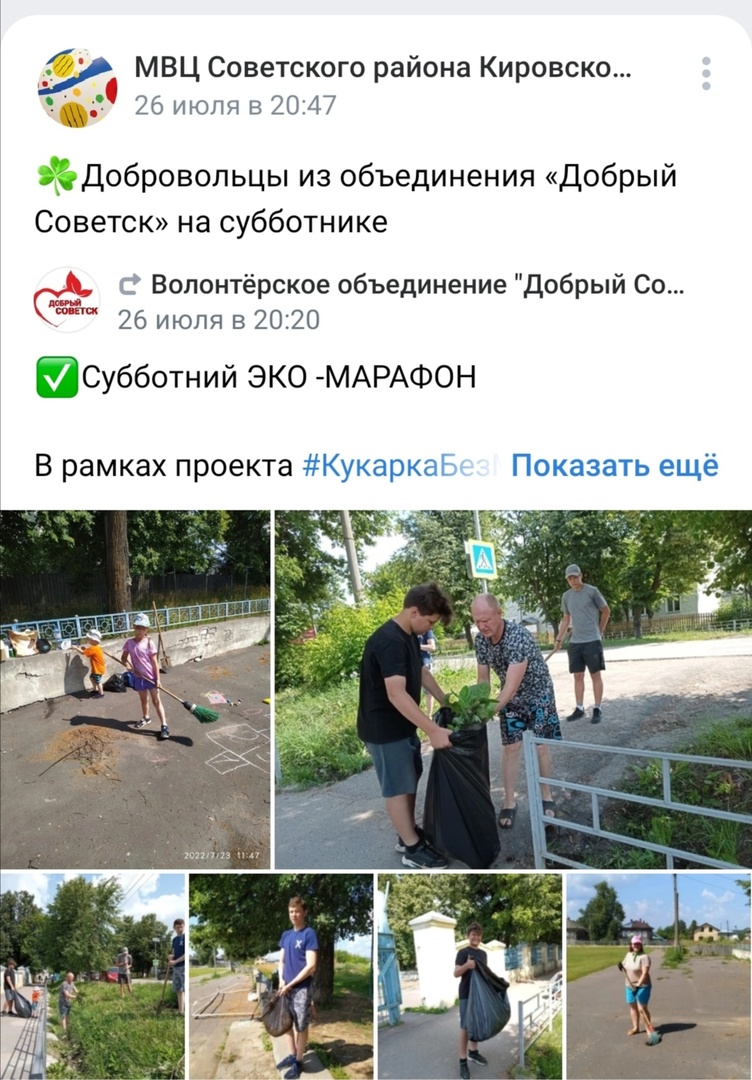 МВЦ Советского района Кировско...
26 июля в 20:47
Добровольцы из объединения «Добрый
Советск» на субботнике
ДОБРЫЙ
СОВЕТСК
Волонтёрское объединение "Добрый Со...
26 июля в 20:20
Субботний ЭКО -МАРАФОН
В рамках проекта #КукаркаБез Показать ещё
2022/7/23 11:47